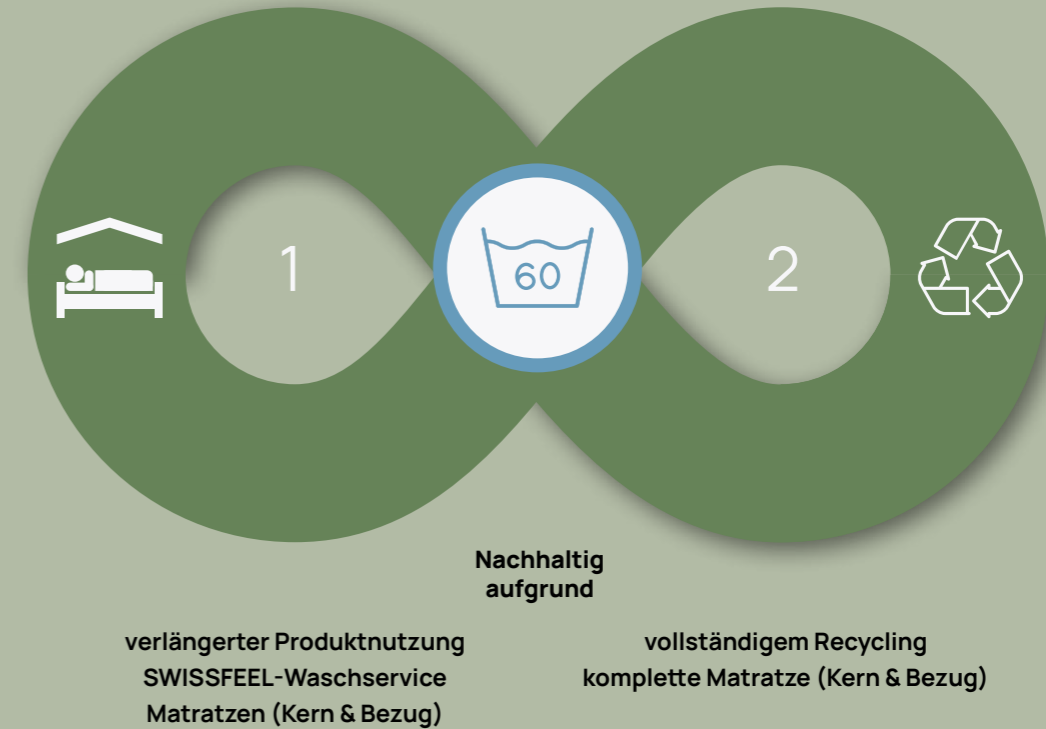 1
60
2
Nachhaltig
aufgrund
verlängerter Produktnutzung
SWISSFEEL-Waschservice
Matratzen (Kern & Bezug)
vollständigem Recycling
komplette Matratze (Kern & Bezug)